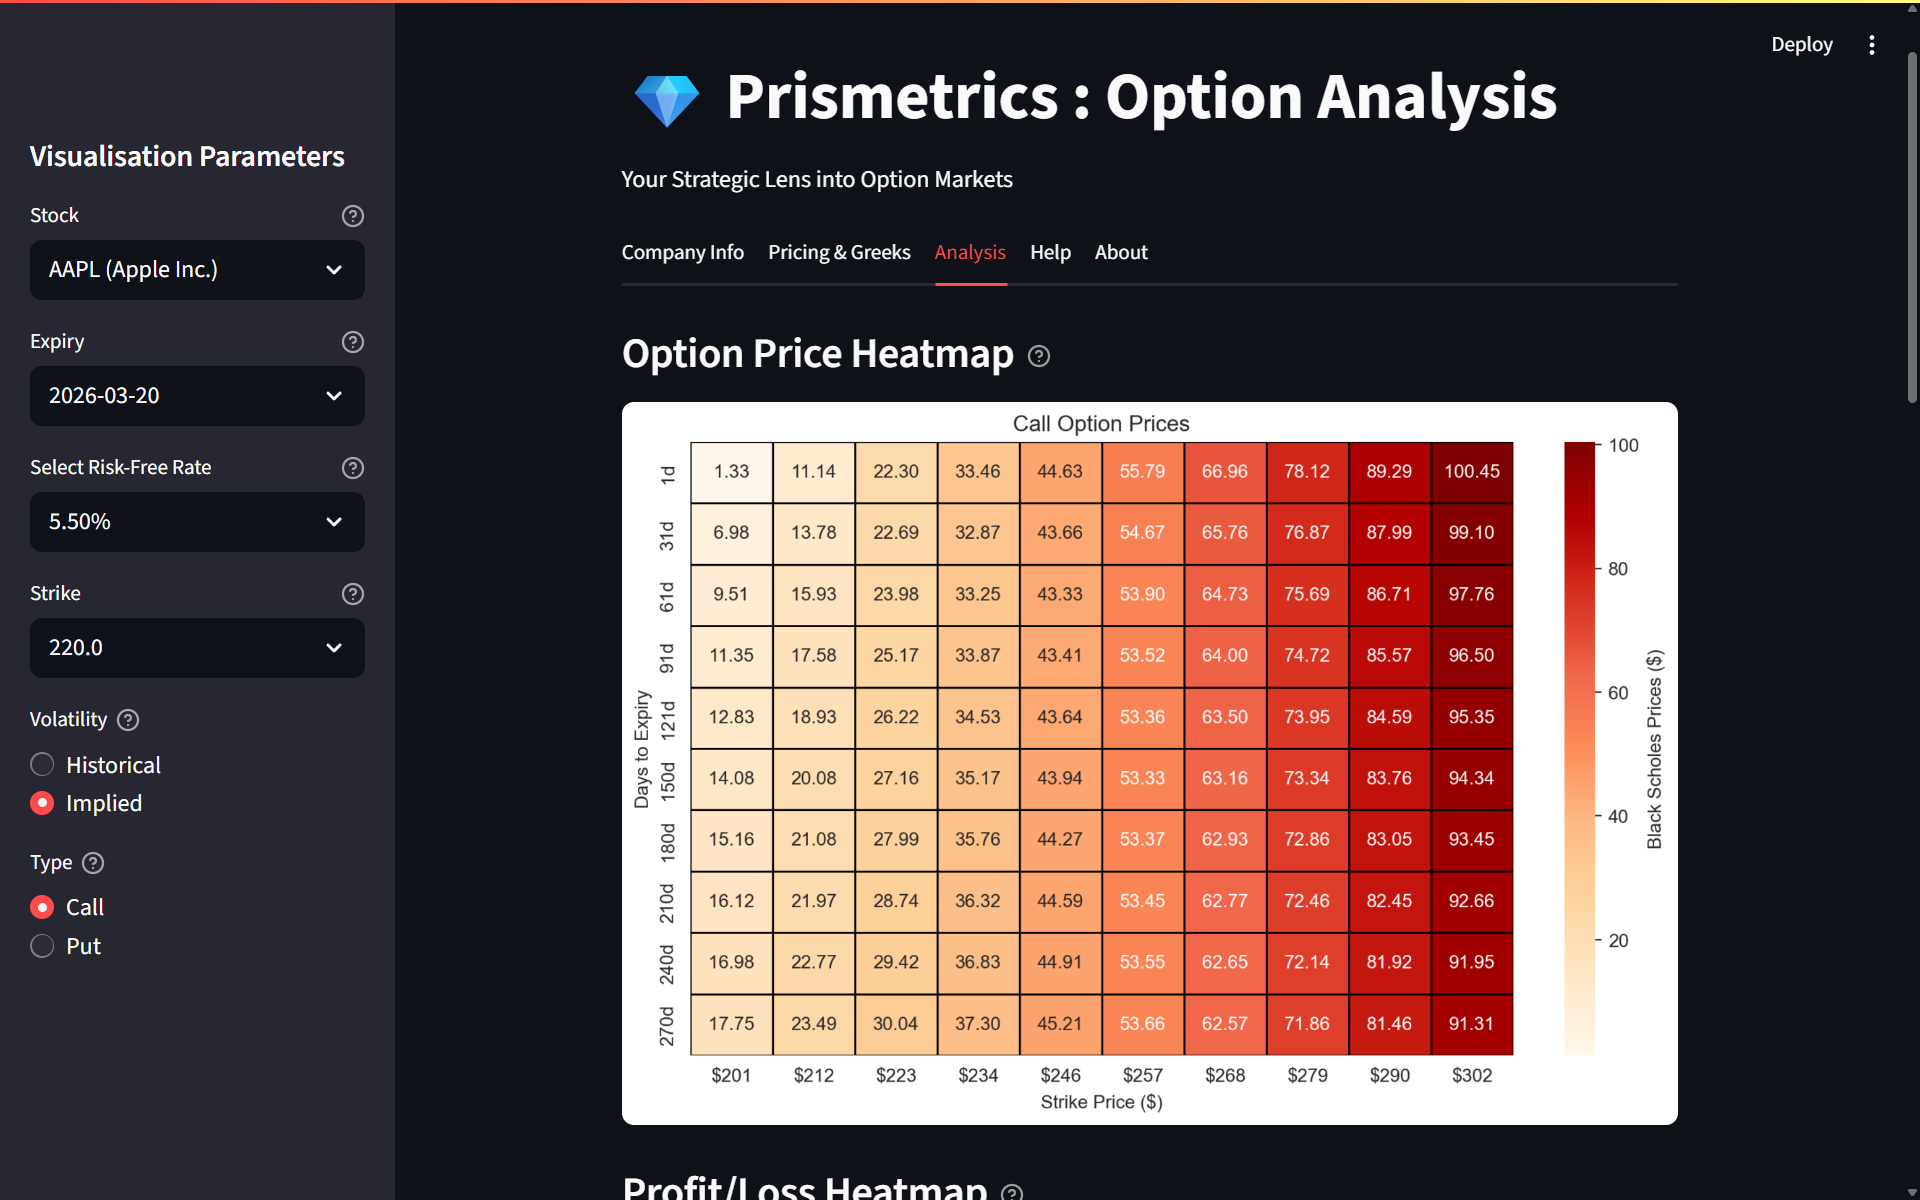 Deploy
💎 Prismetrics : Option Analysis
Your Strategic Lens into Option Markets
Company Info Pricing & Greeks Analysis Help About
Visualisation Parameters
Stock
AAPL (Apple Inc.)
Expiry
2026-03-20
Select Risk-Free Rate
5.50%
Strike
220.0
Volatility
Historical
Implied
Type
Call
Put
Option Price Heatmap
Call Option Prices
1d 1.33 11.14 22.30 33.46 44.63 55.79 66.96 78.12 89.29 100.45
31d 6.98 13.78 22.69 32.87 43.66 54.67 65.76 76.87 87.99 99.10
61d 9.51 15.93 23.98 33.25 43.33 53.90 64.73 75.69 86.71 97.76
91d 11.35 17.58 25.17 33.87 43.41 53.52 64.00 74.72 85.57 96.50
121d 12.83 18.93 26.22 34.53 43.64 53.36 63.50 73.95 84.59 95.35
150d 14.08 20.08 27.16 35.17 43.94 53.33 63.16 73.34 83.76 94.34
180d 15.16 21.08 27.99 35.76 44.27 53.37 62.93 72.86 83.05 93.45
210d 16.12 21.97 28.74 36.32 44.59 53.45 62.77 72.46 82.45 92.66
240d 16.98 22.77 29.42 36.83 44.91 53.55 62.65 72.14 81.92 91.95
270d 17.75 23.49 30.04 37.30 45.21 53.66 62.57 71.86 81.46 91.31
$201 $212 $223 $234 $246 $257 $268 $279 $290 $302
Strike Price ($)
Days to Expiry
100
80
60
40
20
Black Scholes Prices ($)
Profit/Loss Heatmap